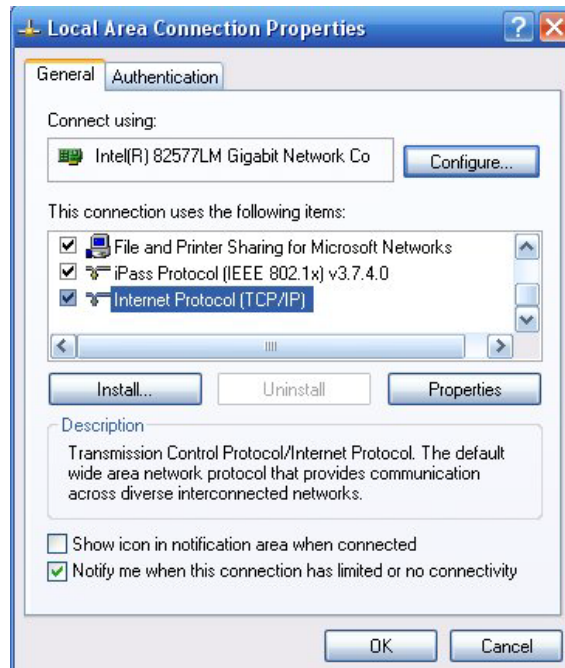 Local Area Connection Properties
General
Authentication
Connect using:
Intel(R) 82577LM Gigabit Network Co
Configure...
This connection uses the following items:
File and Printer Sharing for Microsoft Networks
iPass Protocol (IEEE 802.1x) v3.7.4.0
Internet Protocol (TCP/IP)
Install...
Uninstall
Properties
Description
Transmission Control Protocol/Internet Protocol. The default
wide area network protocol that provides communication
across diverse interconnected networks.
Show icon in notification area when connected
Notify me when this connection has limited or no connectivity
OK
Cancel